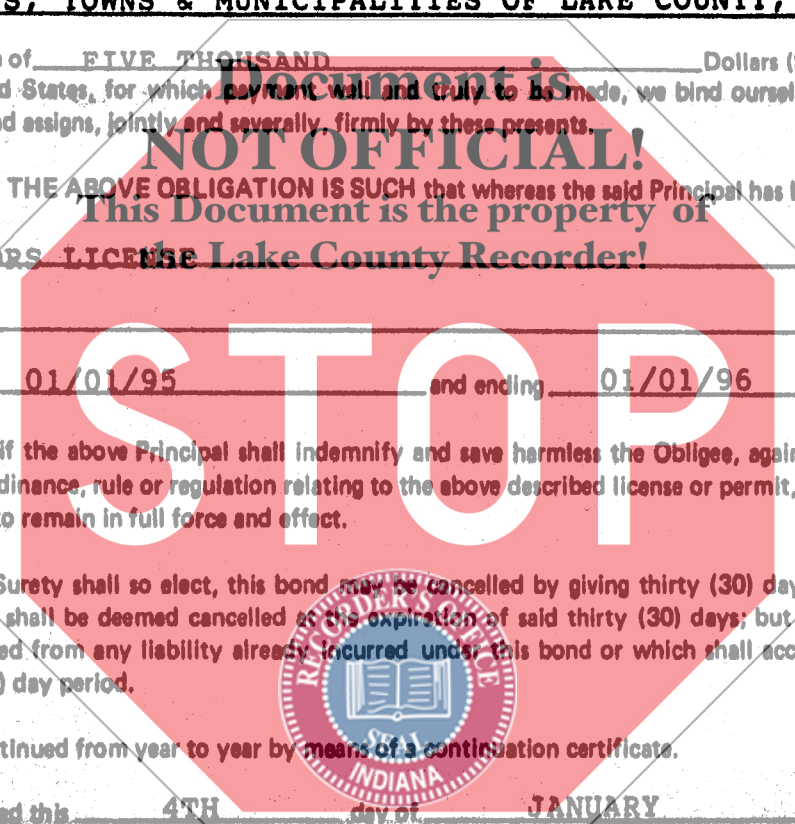 S, TOWNS & MUNICIPALITIES OF LAKE COUNTY,
of FIVE THOUSAND Dollars (
d States, for which payment well and truly to be made, we bind oursel
d assigns, jointly and severally, firmly by these presents.
Document is
NOT OFFICIAL!
THE ABOVE OBLIGATION IS SUCH that whereas the said Principal has
This Document is the property of
the Lake County Recorder!
RS LICENSE
STOP
01/01/95 and ending 01/01/96
if the above Principal shall indemnify and save harmless the Obligee, again
dinance, rule or regulation relating to the above described license or permit,
o remain in full force and effect.
Surety shall so elect, this bond may be cancelled by giving thirty (30) day
shall be deemed cancelled at the expiration of said thirty (30) days; but
ed from any liability already incurred under this bond or which shall acc
) day period.
RECORDER'S OFFICE
SEAL
INDIANA
tinued from year to year by means of a continuation certificate.
ed this 4TH day of JANUARY